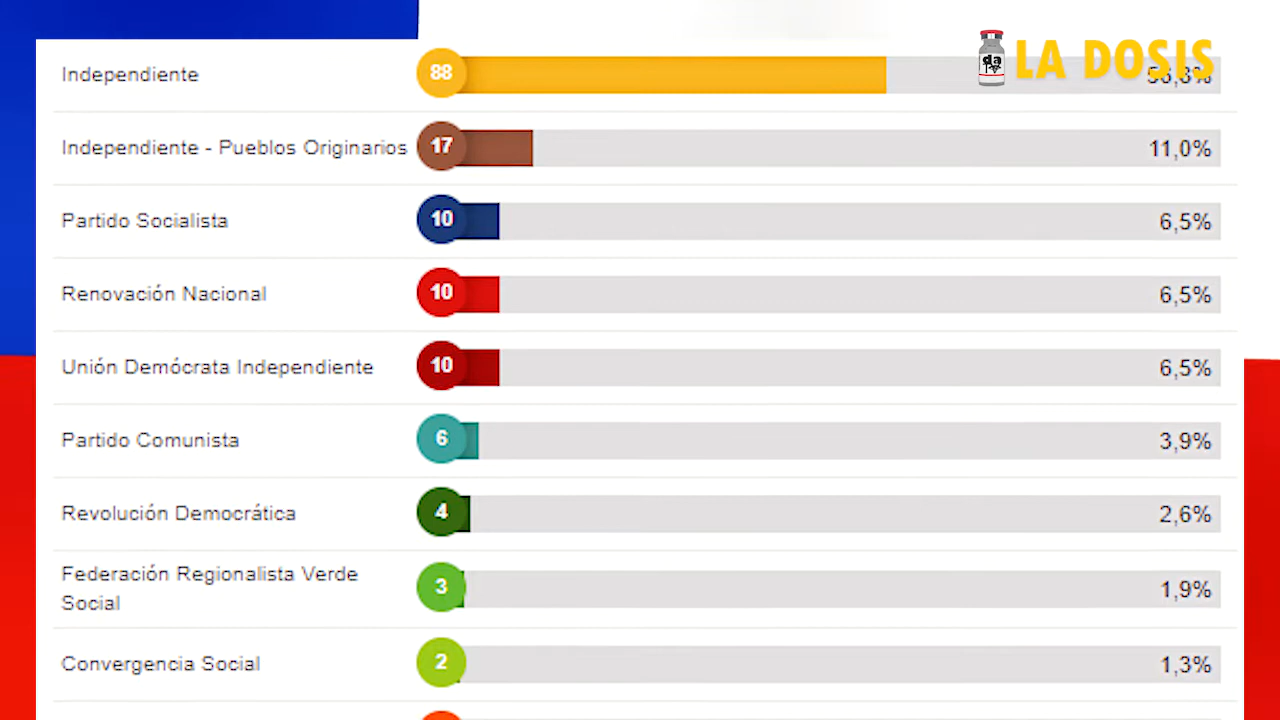 LA DOSIS
Independiente
88
Independiente - Pueblos Originarios
17
11,0%
Partido Socialista
10
6,5%
Renovación Nacional
10
6,5%
Unión Demócrata Independiente
10
6,5%
Partido Comunista
6
3,9%
Revolución Democrática
4
2,6%
Federación Regionalista Verde
Social
3
1,9%
Convergencia Social
2
1,3%